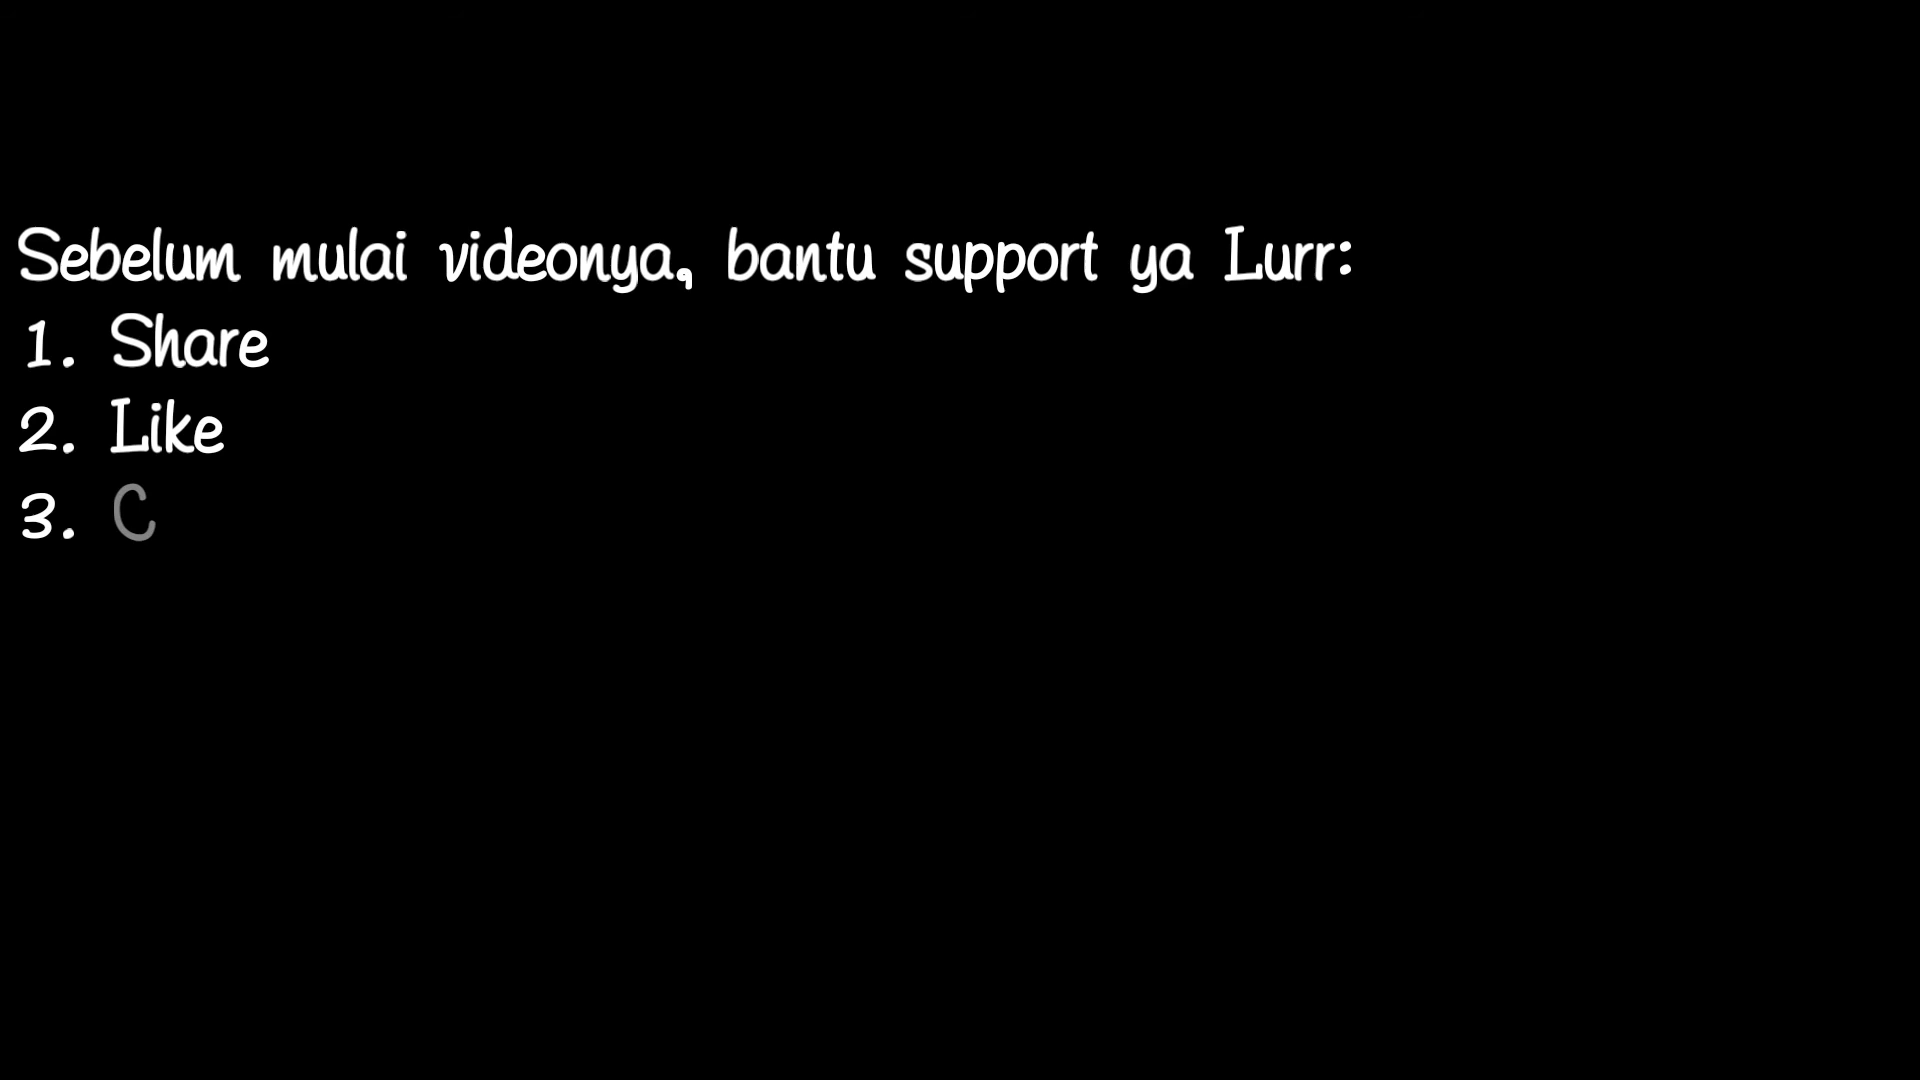 Sebelum mulai videonya, bantu support ya Lurr:
1. Share
2. Like
3. C